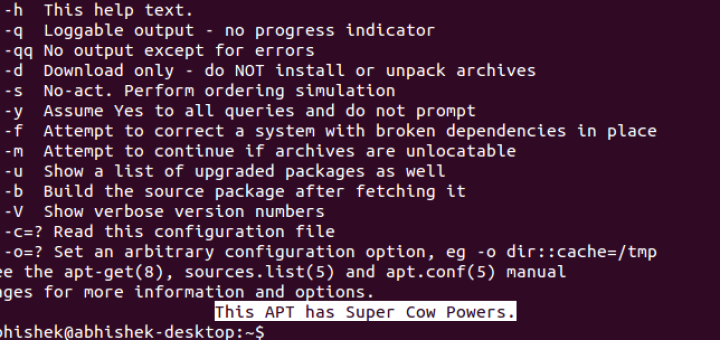 -h This help text.
-q Loggable output - no progress indicator
-qq No output except for errors
-d Download only - do NOT install or unpack archives
-s No-act. Perform ordering simulation
-y Assume Yes to all queries and do not prompt
-f Attempt to correct a system with broken dependencies in place
-m Attempt to continue if archives are unlocatable
-u Show a list of upgraded packages as well
-b Build the source package after fetching it
-V Show verbose version numbers
-c=? Read this configuration file
-o=? Set an arbitrary configuration option, eg -o dir::cache=/tmp
ee the apt-get(8), sources.list(5) and apt.conf(5) manual
ages for more information and options.
This APT has Super Cow Powers.
bhishek@abhishek-desktop:~$